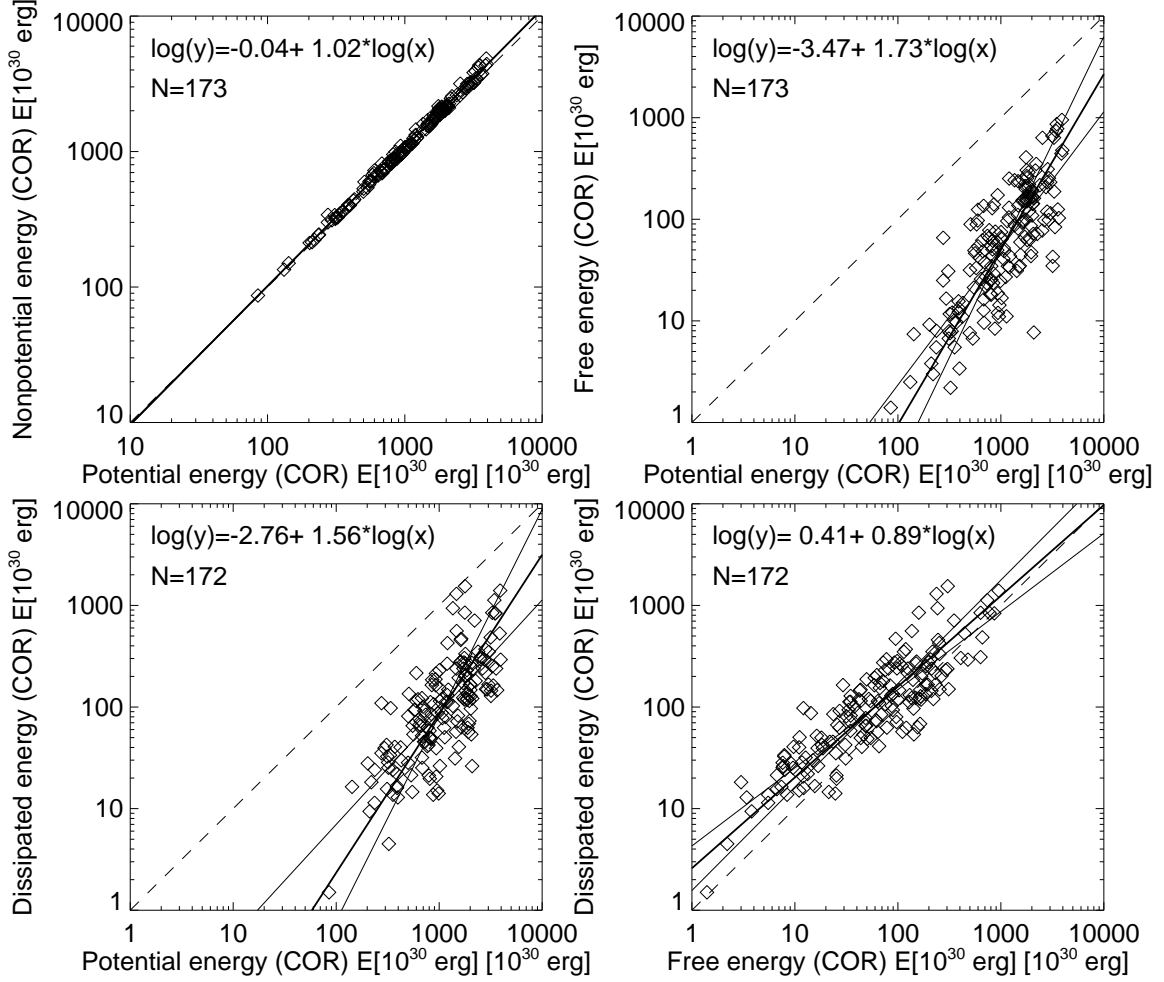 log(y)=-0.04+ 1.02*log(x)
N=173
Nonpotential energy (COR) E[10^30 erg]
10000
1000
100
10
10 100 1000 10000
Potential energy (COR) E[10^30 erg] [10^30 erg]
log(y)=-3.47+ 1.73*log(x)
N=173
Free energy (COR) E[10^30 erg]
10000
1000
100
10
1
1 10 100 1000 10000
Potential energy (COR) E[10^30 erg] [10^30 erg]
log(y)=-2.76+ 1.56*log(x)
N=172
Dissipated energy (COR) E[10^30 erg]
10000
1000
100
10
1
1 10 100 1000 10000
Potential energy (COR) E[10^30 erg] [10^30 erg]
log(y)= 0.41+ 0.89*log(x)
N=172
Dissipated energy (COR) E[10^30 erg]
10000
1000
100
10
1
1 10 100 1000 10000
Free energy (COR) E[10^30 erg] [10^30 erg]